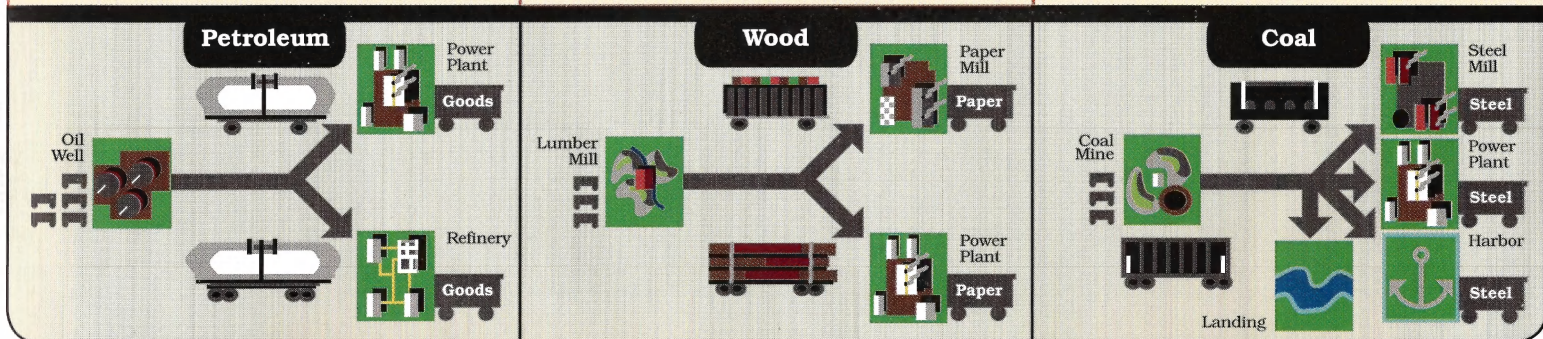 Petroleum
Power
Plant
Goods
Oil
Well
Refinery
Goods
Wood
Paper
Mill
Paper
Lumber
Mill
Power
Plant
Paper
Coal
Steel
Mill
Steel
Coal
Mine
Power
Plant
Steel
Harbor
Steel
Landing